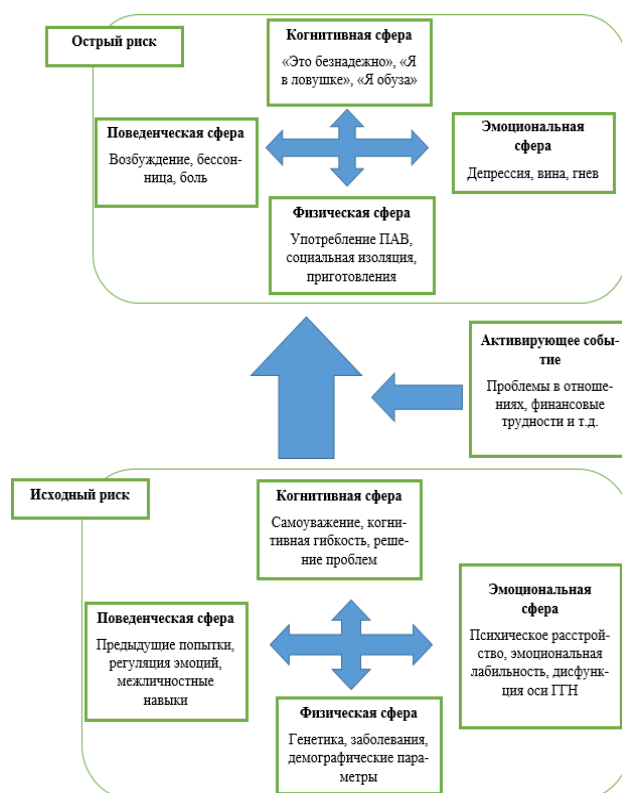 Острый риск
Когнитивная сфера
«Это безнадежно», «Я
в ловушке», «Я обуза»
Поведенческая сфера
Возбуждение, бессон-
ница, боль
Эмоциональная
сфера
Депрессия, вина, гнев
Физическая сфера
Употребление ПАВ,
социальная изоляция,
приготовления
Активирующее собы-
тие
Проблемы в отноше-
ниях, финансовые
трудности и т.д.
Исходный риск
Когнитивная сфера
Самоуважение, когни-
тивная гибкость, реше-
ние проблем
Поведенческая сфера
Предыдущие попытки,
регуляция эмоций,
межличностные
навыки
Эмоциональная
сфера
Психическое расстрой-
ство, эмоциональная
лабильность, дисфунк-
ция оси ГГН
Физическая сфера
Генетика, заболевания,
демографические пара-
метры